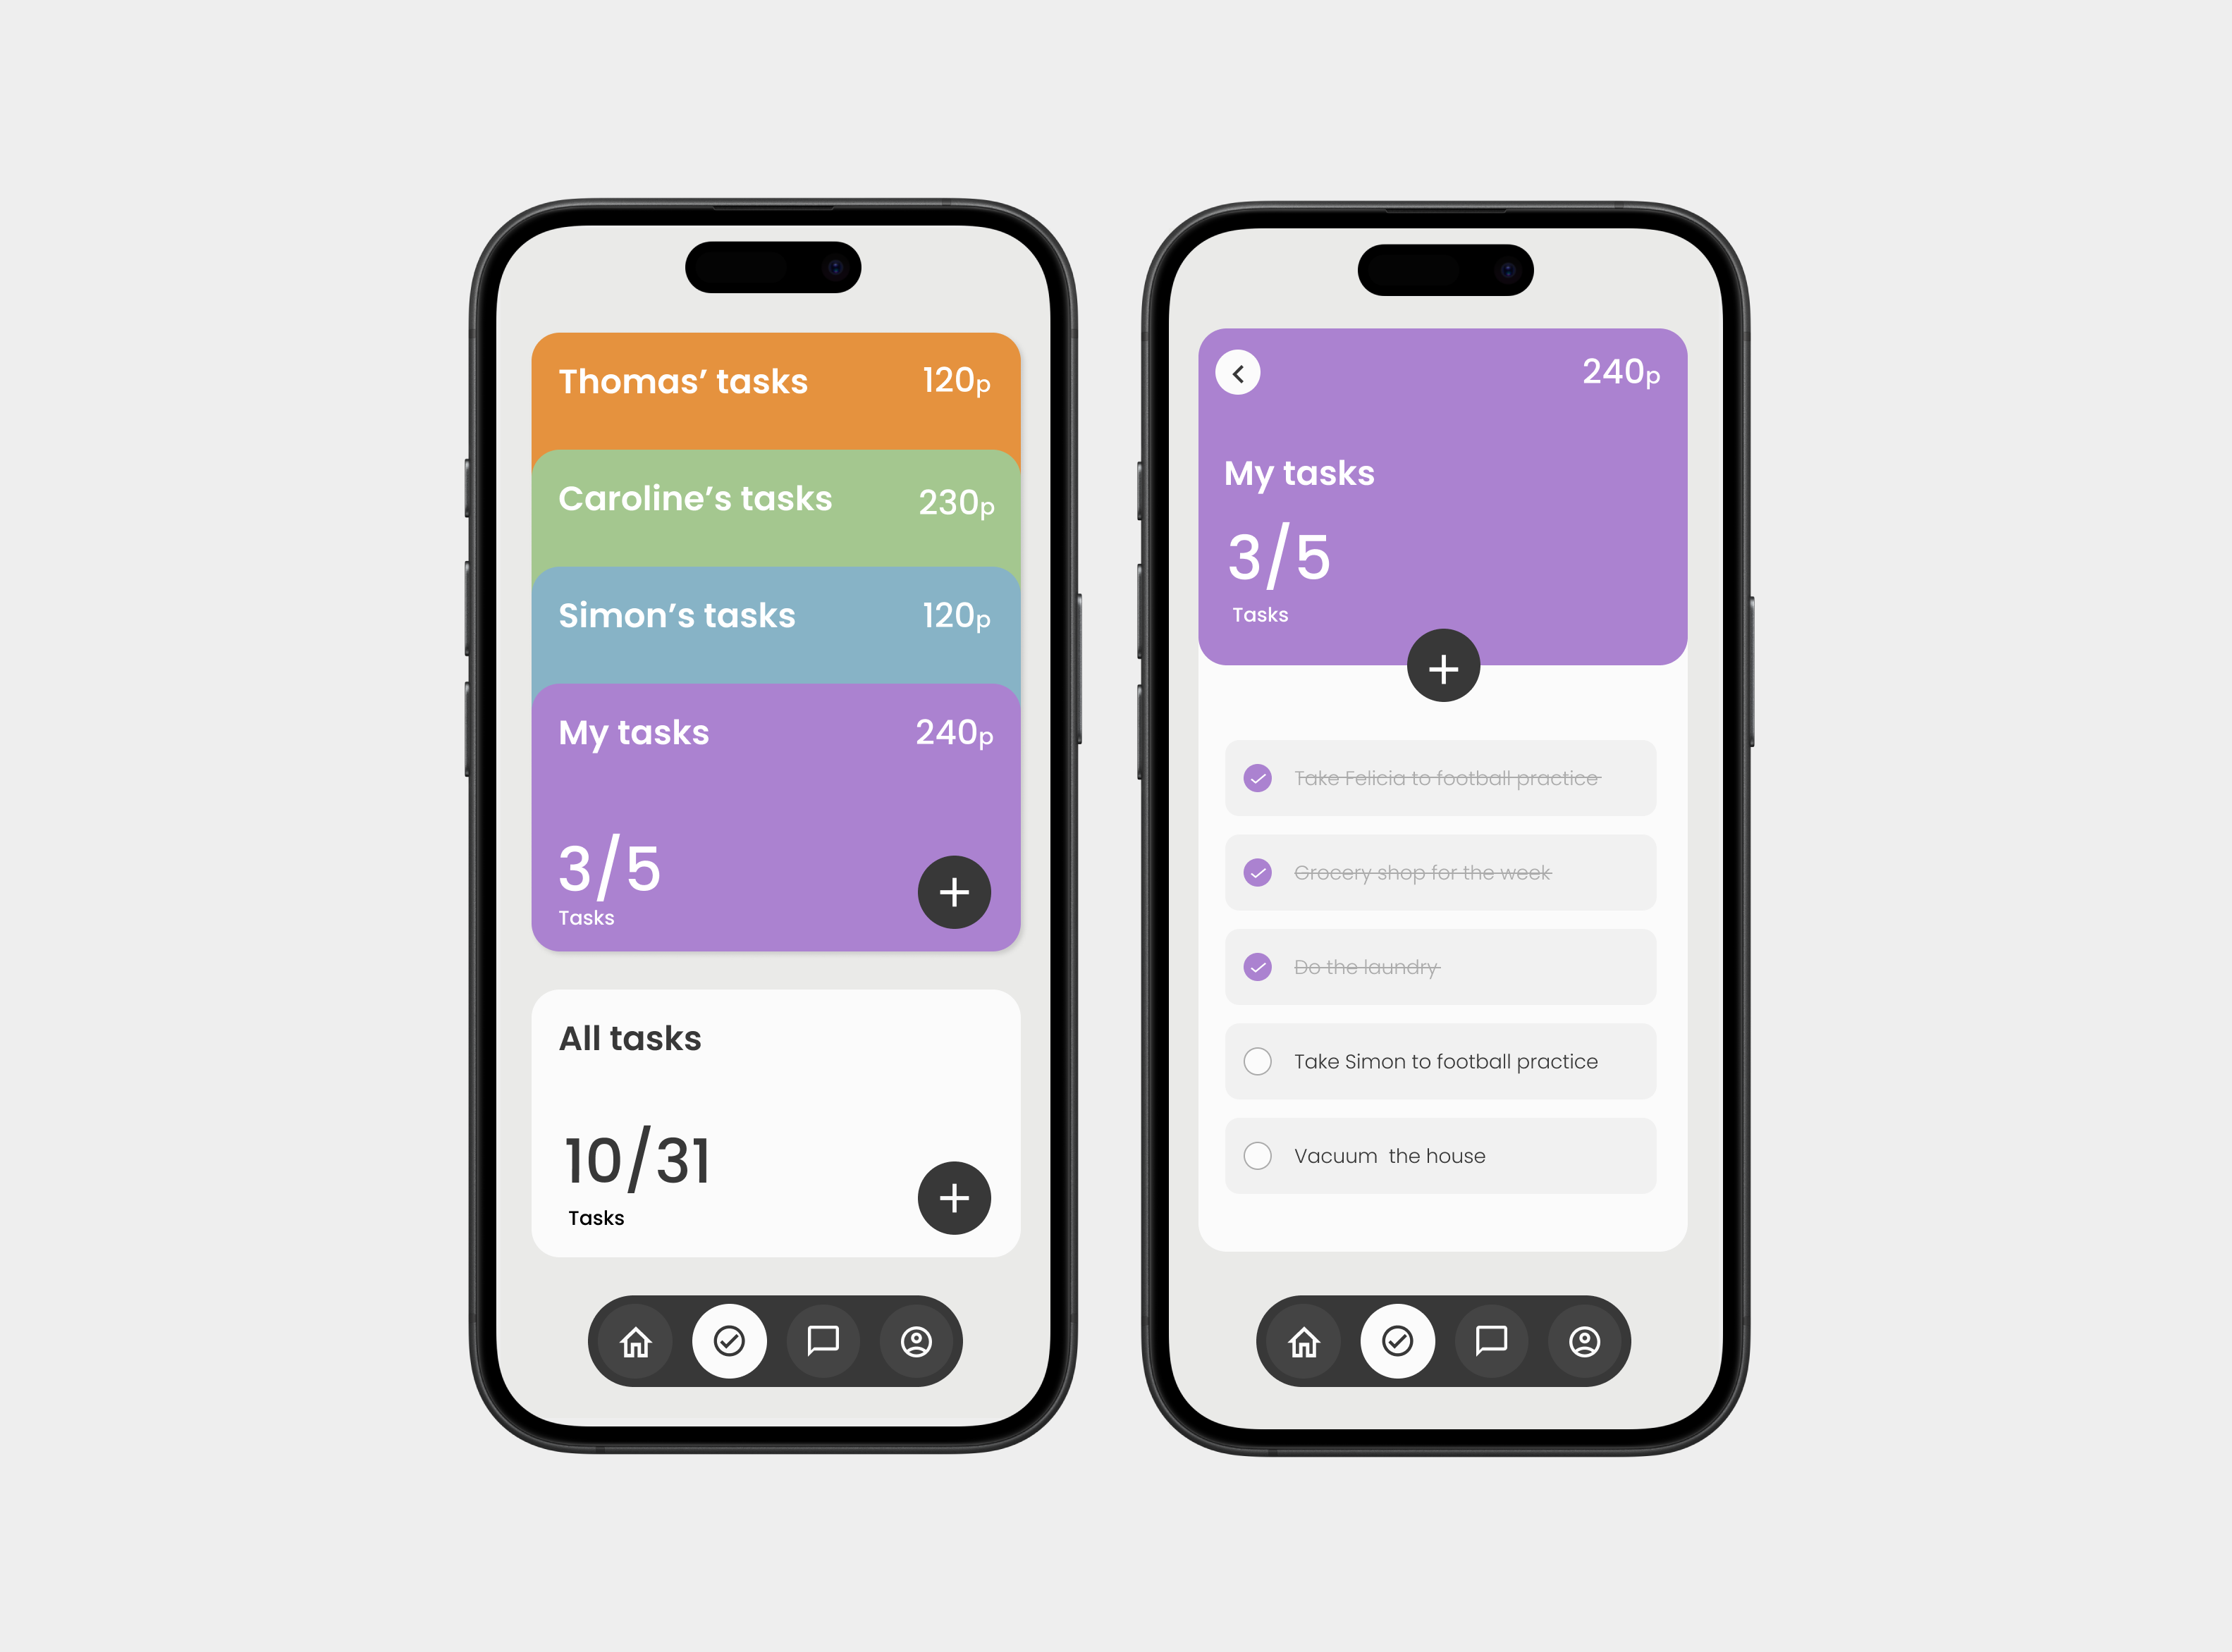 Thomas’ tasks 120p
Caroline’s tasks 230p
Simon’s tasks 120p
My tasks 240p
3/5
Tasks
All tasks
10/31
Tasks
240p
My tasks
3/5
Tasks
Take Felicia to football practice
Grocery shop for the week
Do the laundry
Take Simon to football practice
Vacuum  the house